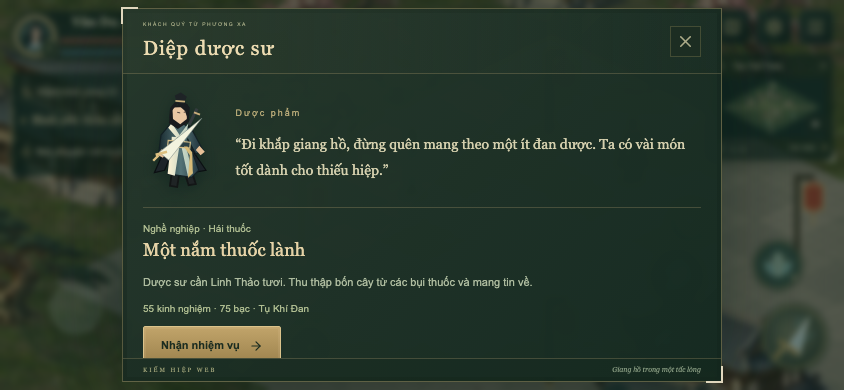 KHÁCH QUÝ TỪ PHƯƠNG XA
Diệp dược sư
Dược phẩm
“Đi khắp giang hồ, đừng quên mang theo một ít đan dược. Ta có vài món
tốt dành cho thiếu hiệp.”
Nghề nghiệp · Hái thuốc
Một nắm thuốc lành
Dược sư cần Linh Thảo tươi. Thu thập bốn cây từ các bụi thuốc và mang tin về.
55 kinh nghiệm · 75 bạc · Tụ Khí Đan
Nhận nhiệm vụ →
KIẾM HIỆP WEB
Giang hồ trong một tấc lòng